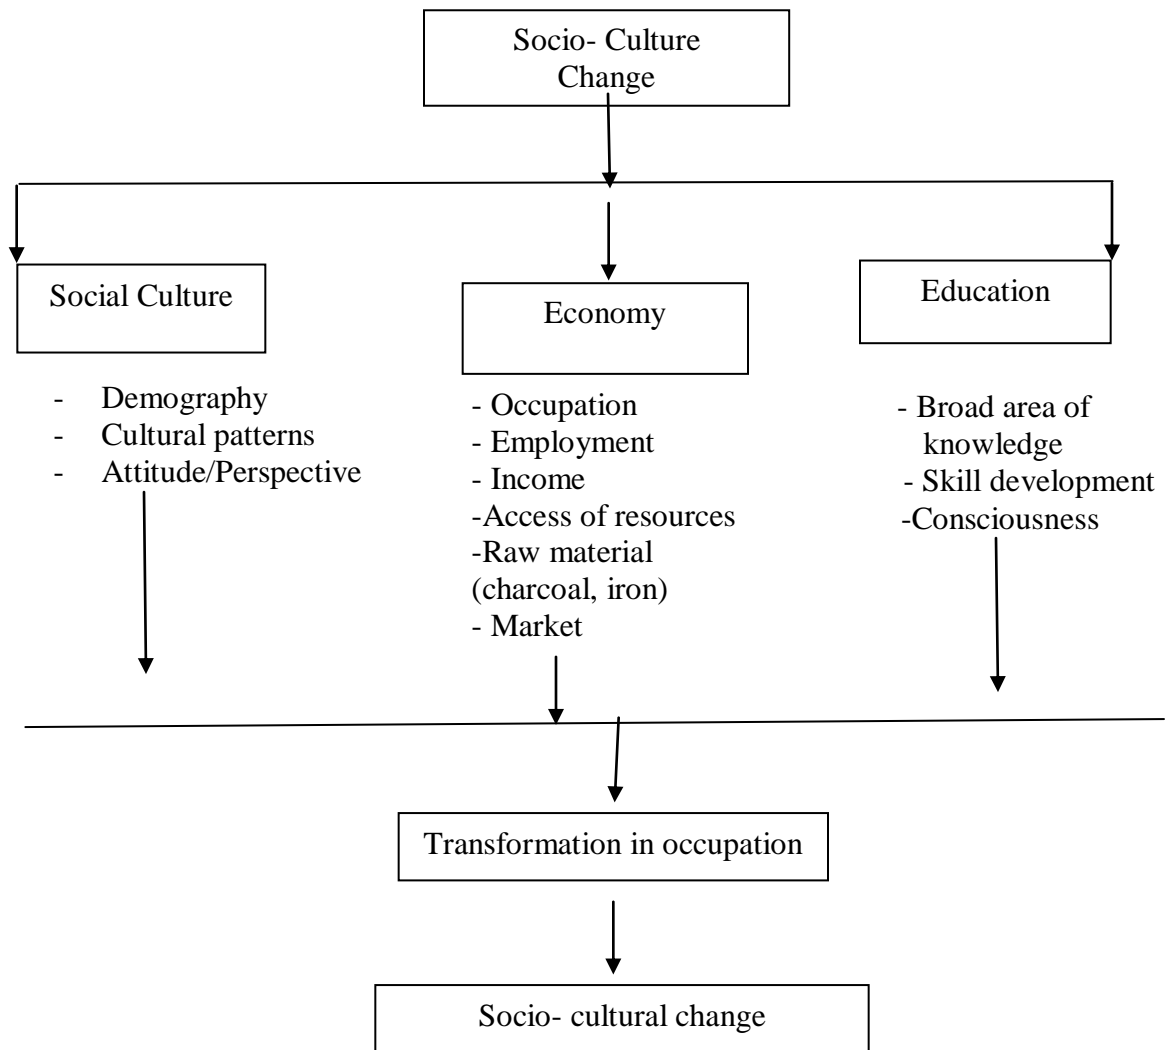 Socio- Culture
Change
Social Culture
Economy
Education
- Demography
- Cultural patterns
- Attitude/Perspective
- Occupation
- Employment
- Income
-Access of resources
-Raw material
(charcoal, iron)
- Market
- Broad area of
knowledge
- Skill development
-Consciousness
Transformation in occupation
Socio- cultural change